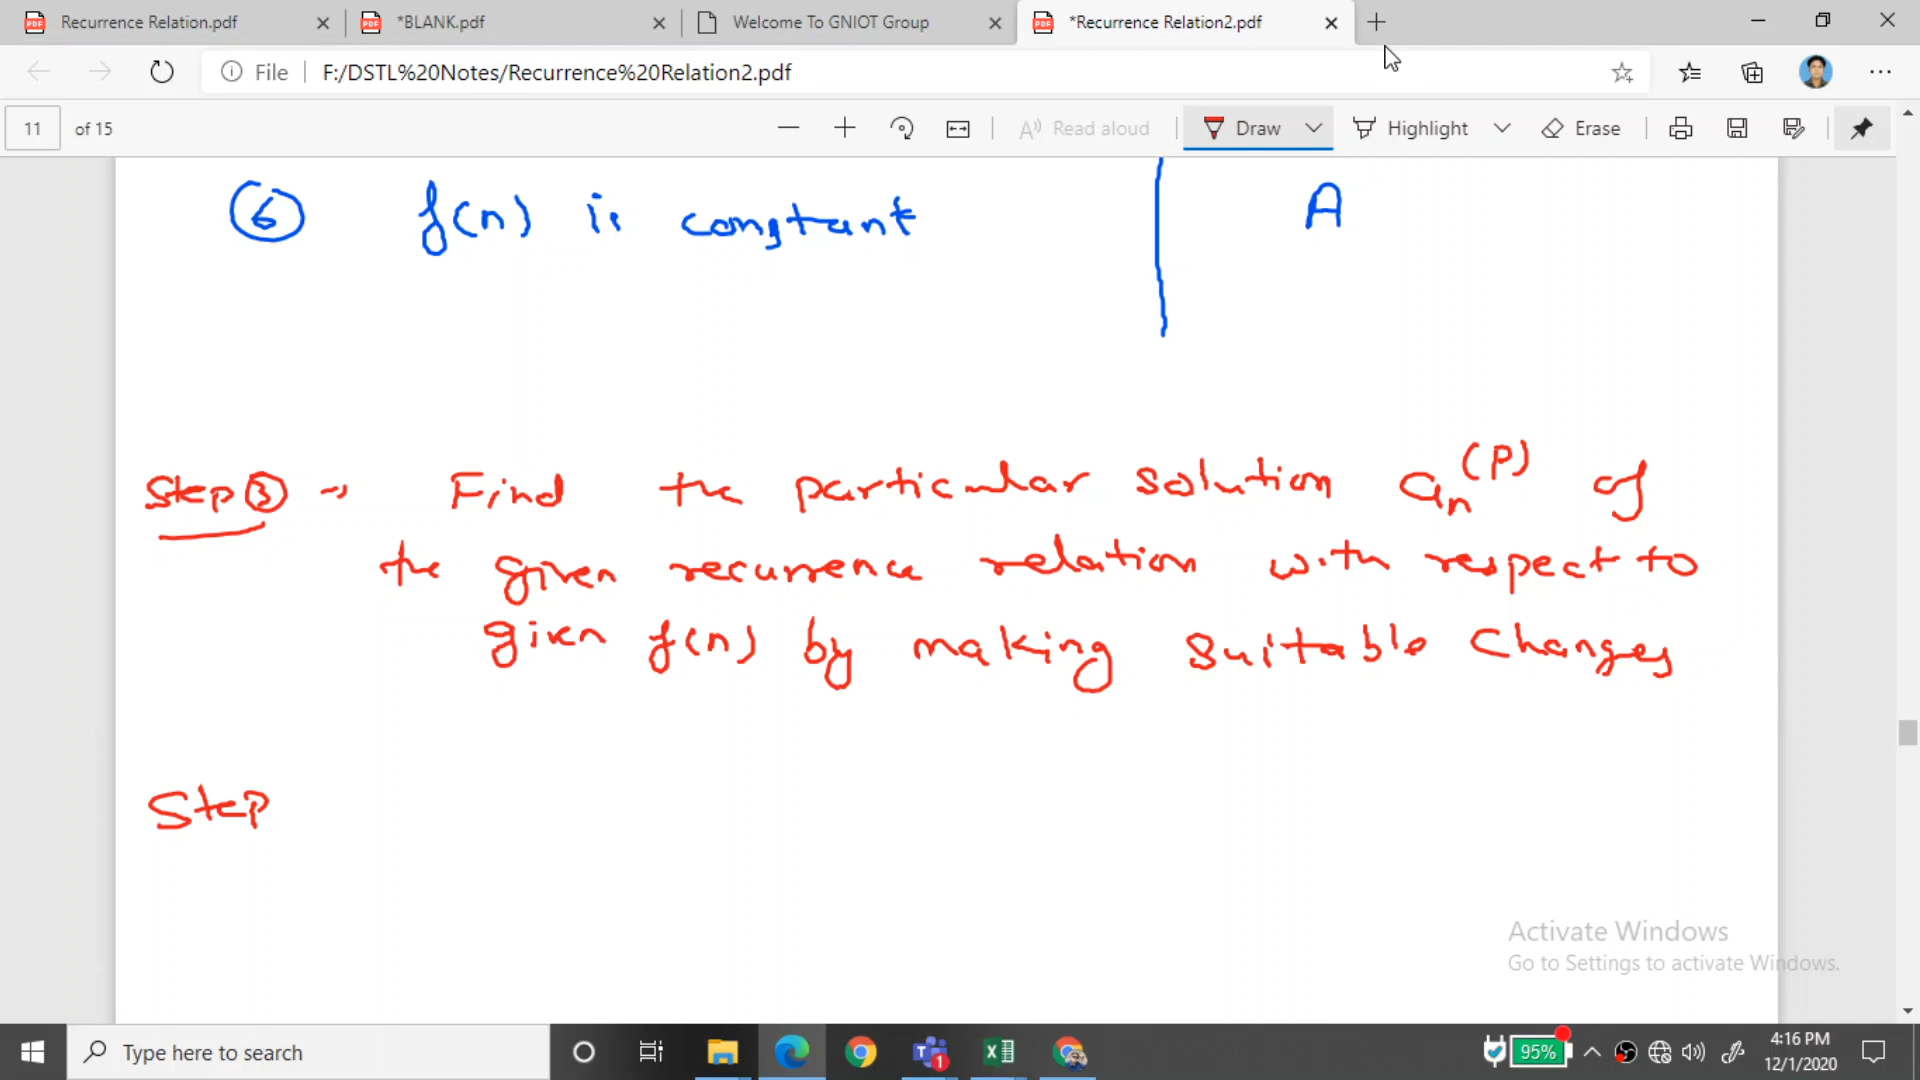 Recurrence Relation.pdf
*BLANK.pdf
Welcome To GNIOT Group
*Recurrence Relation2.pdf
File
F:/DSTL%20Notes/Recurrence%20Relation2.pdf
11 of 15
Read aloud
Draw
Highlight
Erase
⑥ f(n) is constant
A
Step ③ → Find the particular solution aₙ⁽ᴾ⁾ of
the given recurrence relation with respect to
given f(n) by making suitable changes
Step
Activate Windows
Go to Settings to activate Windows.
Type here to search
1
95%
4:16 PM
12/1/2020